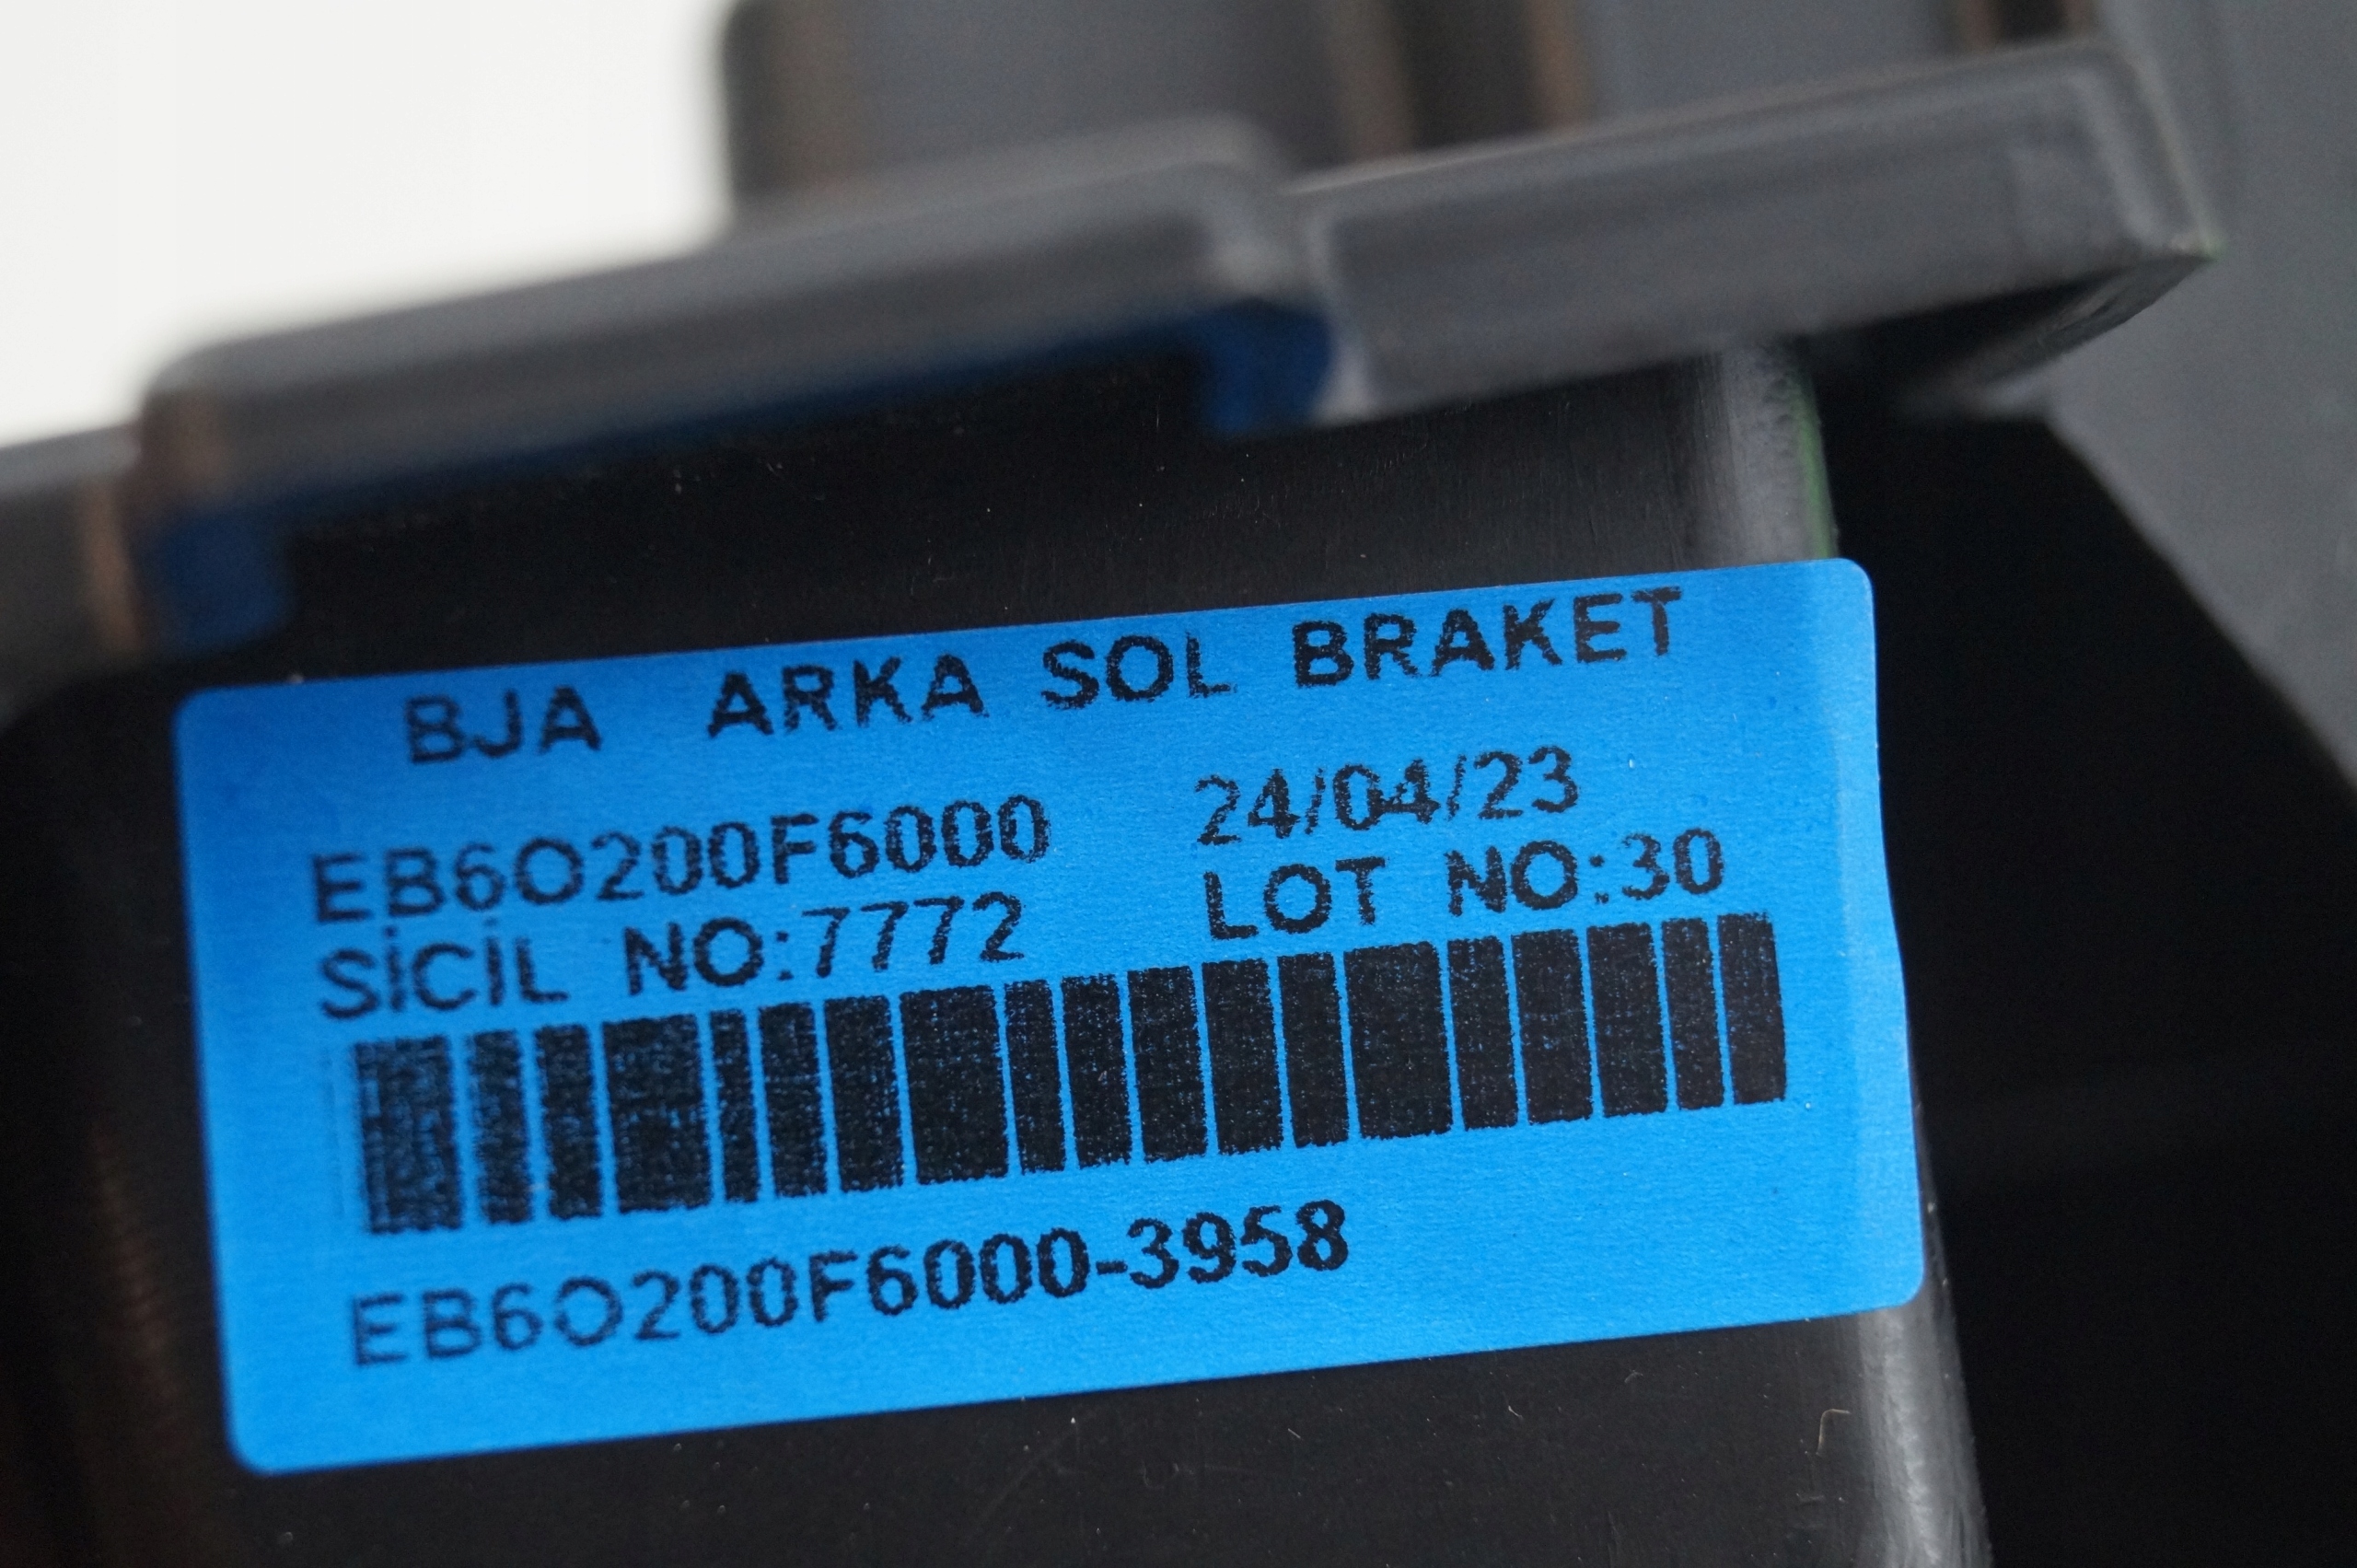 BJA ARKA SOL BRAKET
EB6O200F6000 24/04/23
SİCİL NO:7772 LOT NO:30
EB6O200F6000-3958